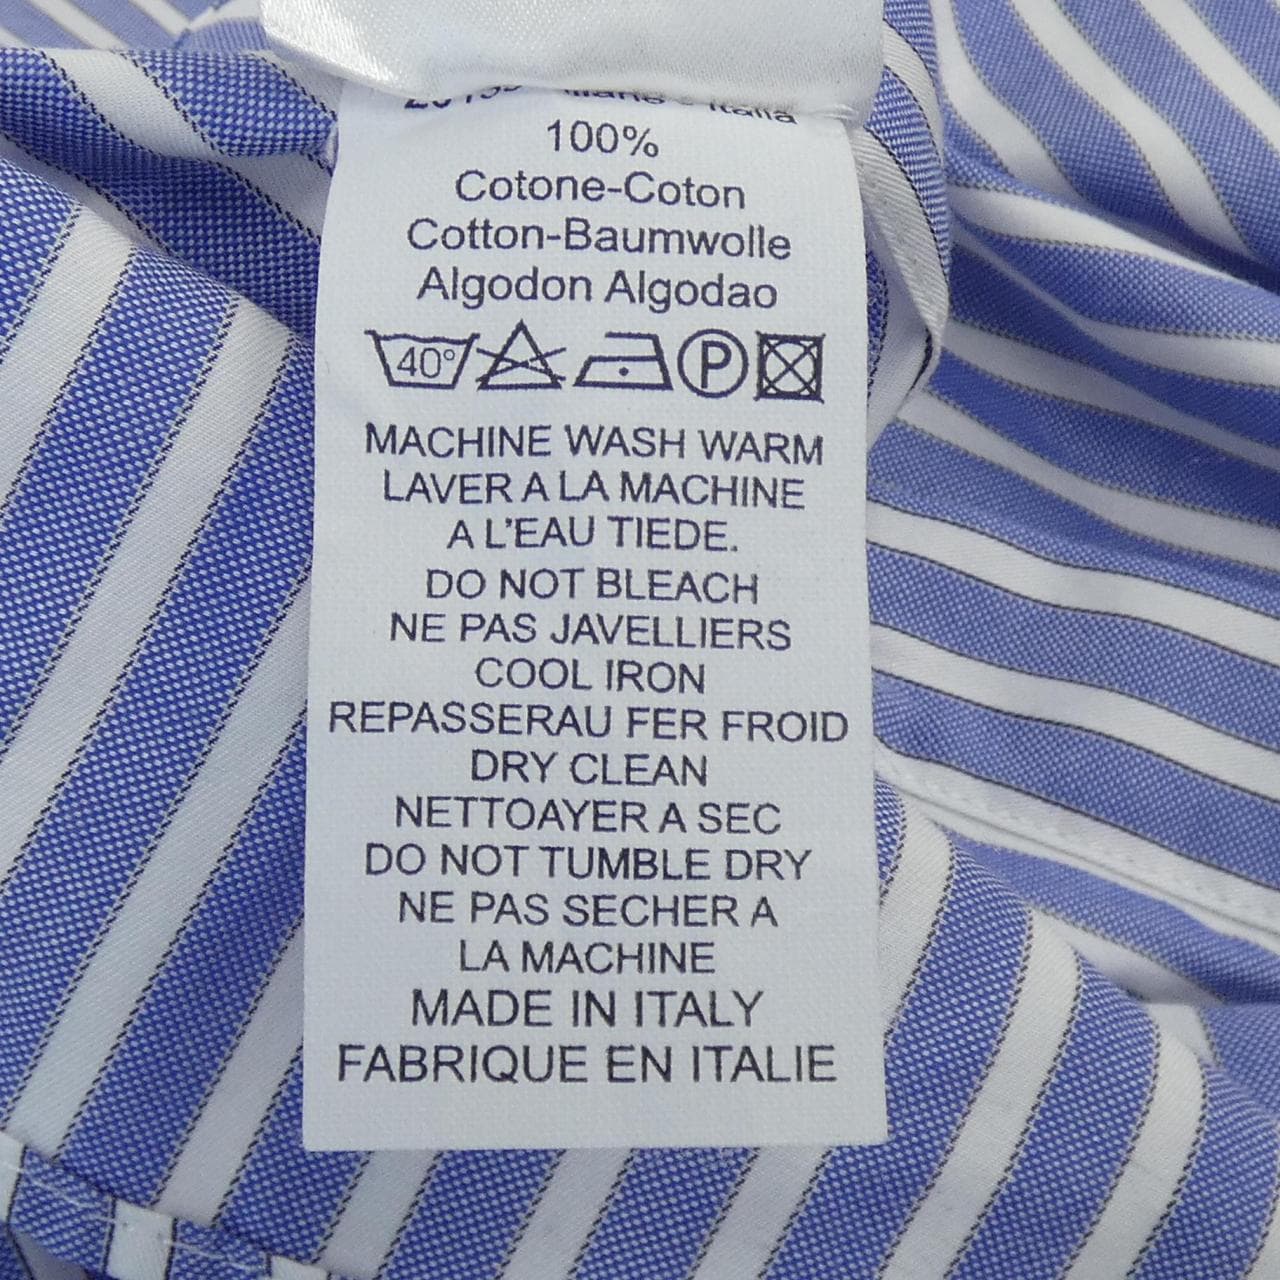 Italia
100%
Cotone-Coton
Cotton-Baumwolle
Algodon Algodao
40° P
MACHINE WASH WARM
LAVER A LA MACHINE
A L'EAU TIEDE.
DO NOT BLEACH
NE PAS JAVELLIERS
COOL IRON
REPASSERAU FER FROID
DRY CLEAN
NETTOAYER A SEC
DO NOT TUMBLE DRY
NE PAS SECHER A
LA MACHINE
MADE IN ITALY
FABRIQUE EN ITALIE